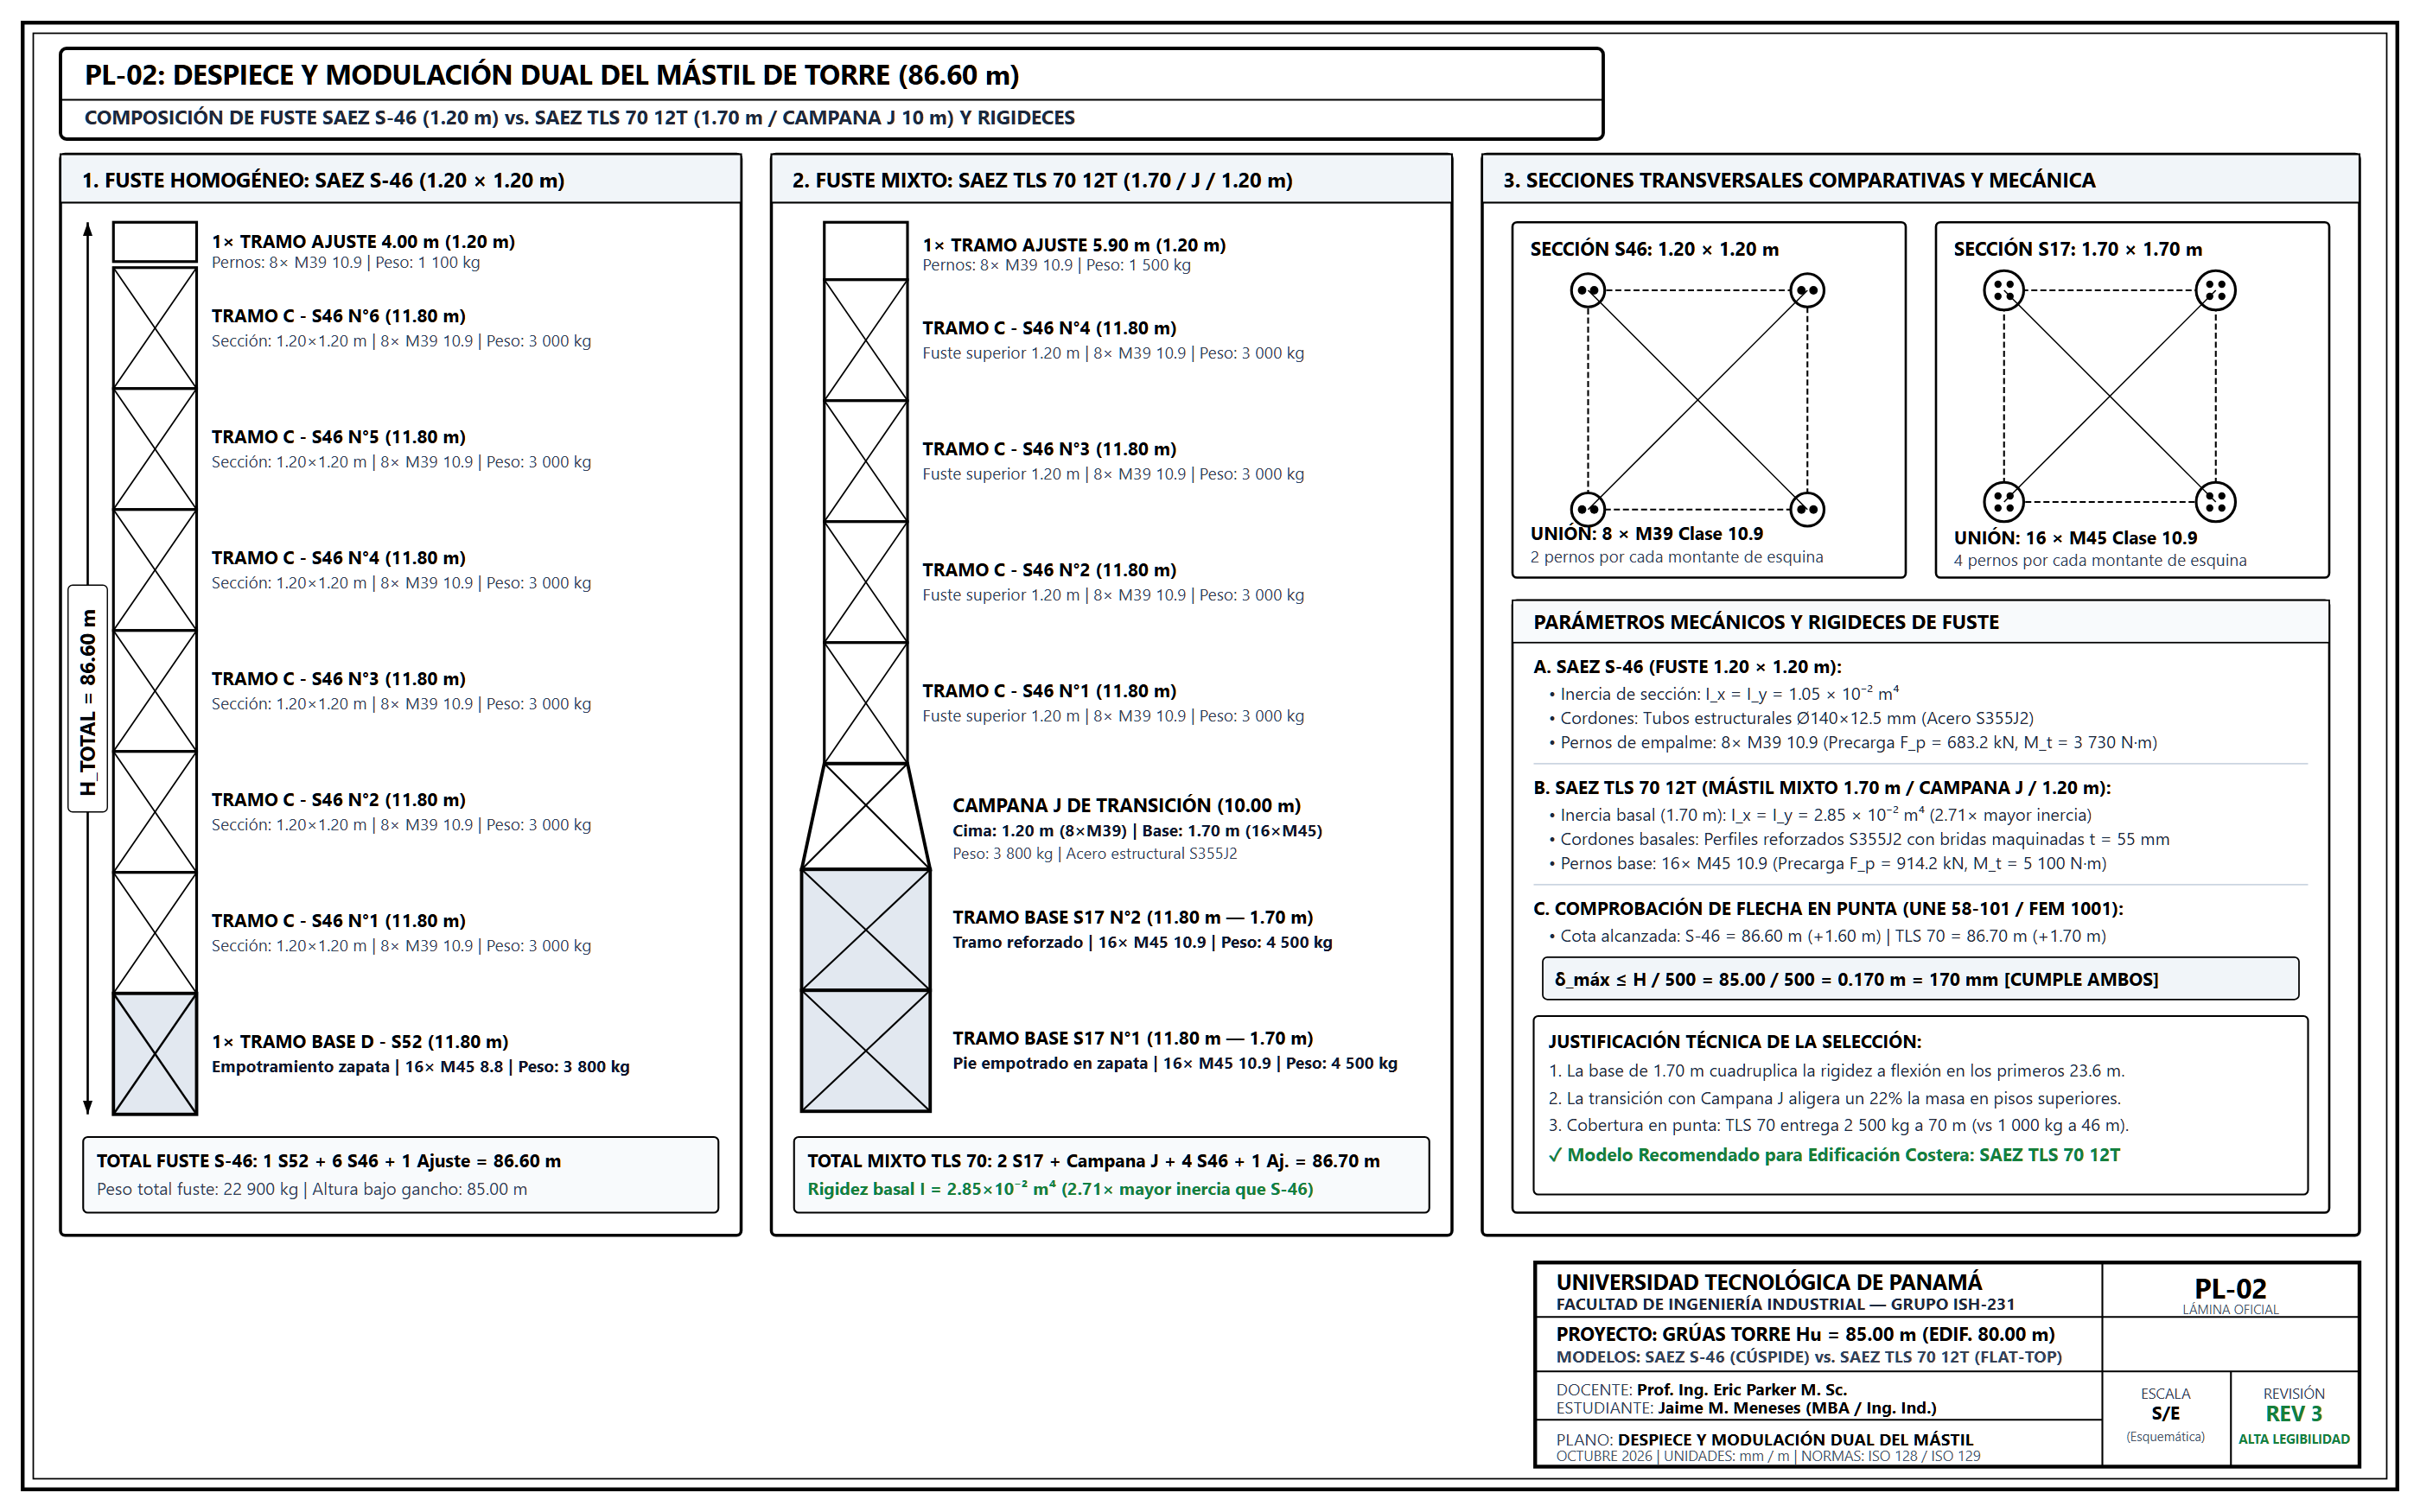 PL-02: DESPIECE Y MODULACIÓN DUAL DEL MÁSTIL DE TORRE (86.60 m)
COMPOSICIÓN DE FUSTE SAEZ S-46 (1.20 m) vs. SAEZ TLS 70 12T (1.70 m / CAMPANA J 10 m) Y RIGIDECES
1. FUSTE HOMOGÉNEO: SAEZ S-46 (1.20 × 1.20 m)
H_TOTAL = 86.60 m
1× TRAMO AJUSTE 4.00 m (1.20 m)
Pernos: 8× M39 10.9 | Peso: 1 100 kg
TRAMO C - S46 N°6 (11.80 m)
Sección: 1.20×1.20 m | 8× M39 10.9 | Peso: 3 000 kg
TRAMO C - S46 N°5 (11.80 m)
Sección: 1.20×1.20 m | 8× M39 10.9 | Peso: 3 000 kg
TRAMO C - S46 N°4 (11.80 m)
Sección: 1.20×1.20 m | 8× M39 10.9 | Peso: 3 000 kg
TRAMO C - S46 N°3 (11.80 m)
Sección: 1.20×1.20 m | 8× M39 10.9 | Peso: 3 000 kg
TRAMO C - S46 N°2 (11.80 m)
Sección: 1.20×1.20 m | 8× M39 10.9 | Peso: 3 000 kg
TRAMO C - S46 N°1 (11.80 m)
Sección: 1.20×1.20 m | 8× M39 10.9 | Peso: 3 000 kg
1× TRAMO BASE D - S52 (11.80 m)
Empotramiento zapata | 16× M45 8.8 | Peso: 3 800 kg
TOTAL FUSTE S-46: 1 S52 + 6 S46 + 1 Ajuste = 86.60 m
Peso total fuste: 22 900 kg | Altura bajo gancho: 85.00 m
2. FUSTE MIXTO: SAEZ TLS 70 12T (1.70 / J / 1.20 m)
1× TRAMO AJUSTE 5.90 m (1.20 m)
Pernos: 8× M39 10.9 | Peso: 1 500 kg
TRAMO C - S46 N°4 (11.80 m)
Fuste superior 1.20 m | 8× M39 10.9 | Peso: 3 000 kg
TRAMO C - S46 N°3 (11.80 m)
Fuste superior 1.20 m | 8× M39 10.9 | Peso: 3 000 kg
TRAMO C - S46 N°2 (11.80 m)
Fuste superior 1.20 m | 8× M39 10.9 | Peso: 3 000 kg
TRAMO C - S46 N°1 (11.80 m)
Fuste superior 1.20 m | 8× M39 10.9 | Peso: 3 000 kg
CAMPANA J DE TRANSICIÓN (10.00 m)
Cima: 1.20 m (8×M39) | Base: 1.70 m (16×M45)
Peso: 3 800 kg | Acero estructural S355J2
TRAMO BASE S17 N°2 (11.80 m — 1.70 m)
Tramo reforzado | 16× M45 10.9 | Peso: 4 500 kg
TRAMO BASE S17 N°1 (11.80 m — 1.70 m)
Pie empotrado en zapata | 16× M45 10.9 | Peso: 4 500 kg
TOTAL MIXTO TLS 70: 2 S17 + Campana J + 4 S46 + 1 Aj. = 86.70 m
Rigidez basal I = 2.85×10⁻² m⁴ (2.71× mayor inercia que S-46)
3. SECCIONES TRANSVERSALES COMPARATIVAS Y MECÁNICA
SECCIÓN S46: 1.20 × 1.20 m
UNIÓN: 8 × M39 Clase 10.9
2 pernos por cada montante de esquina
SECCIÓN S17: 1.70 × 1.70 m
UNIÓN: 16 × M45 Clase 10.9
4 pernos por cada montante de esquina
PARÁMETROS MECÁNICOS Y RIGIDECES DE FUSTE
A. SAEZ S-46 (FUSTE 1.20 × 1.20 m):
• Inercia de sección: I_x = I_y = 1.05 × 10⁻² m⁴
• Cordones: Tubos estructurales Ø140×12.5 mm (Acero S355J2)
• Pernos de empalme: 8× M39 10.9 (Precarga F_p = 683.2 kN, M_t = 3 730 N·m)
B. SAEZ TLS 70 12T (MÁSTIL MIXTO 1.70 m / CAMPANA J / 1.20 m):
• Inercia basal (1.70 m): I_x = I_y = 2.85 × 10⁻² m⁴ (2.71× mayor inercia)
• Cordones basales: Perfiles reforzados S355J2 con bridas maquinadas t = 55 mm
• Pernos base: 16× M45 10.9 (Precarga F_p = 914.2 kN, M_t = 5 100 N·m)
C. COMPROBACIÓN DE FLECHA EN PUNTA (UNE 58-101 / FEM 1001):
• Cota alcanzada: S-46 = 86.60 m (+1.60 m) | TLS 70 = 86.70 m (+1.70 m)
δ_máx ≤ H / 500 = 85.00 / 500 = 0.170 m = 170 mm [CUMPLE AMBOS]
JUSTIFICACIÓN TÉCNICA DE LA SELECCIÓN:
1. La base de 1.70 m cuadruplica la rigidez a flexión en los primeros 23.6 m.
2. La transición con Campana J aligera un 22% la masa en pisos superiores.
3. Cobertura en punta: TLS 70 entrega 2 500 kg a 70 m (vs 1 000 kg a 46 m).
✓ Modelo Recomendado para Edificación Costera: SAEZ TLS 70 12T
UNIVERSIDAD TECNOLÓGICA DE PANAMÁ
FACULTAD DE INGENIERÍA INDUSTRIAL — GRUPO ISH-231
PL-02
LÁMINA OFICIAL
PROYECTO: GRÚAS TORRE Hu = 85.00 m (EDIF. 80.00 m)
MODELOS: SAEZ S-46 (CÚSPIDE) vs. SAEZ TLS 70 12T (FLAT-TOP)
DOCENTE: Prof. Ing. Eric Parker M. Sc.
ESTUDIANTE: Jaime M. Meneses (MBA / Ing. Ind.)
PLANO: DESPIECE Y MODULACIÓN DUAL DEL MÁSTIL
OCTUBRE 2026 | UNIDADES: mm / m | NORMAS: ISO 128 / ISO 129
ESCALA
S/E
(Esquemática)
REVISIÓN
REV 3
ALTA LEGIBILIDAD